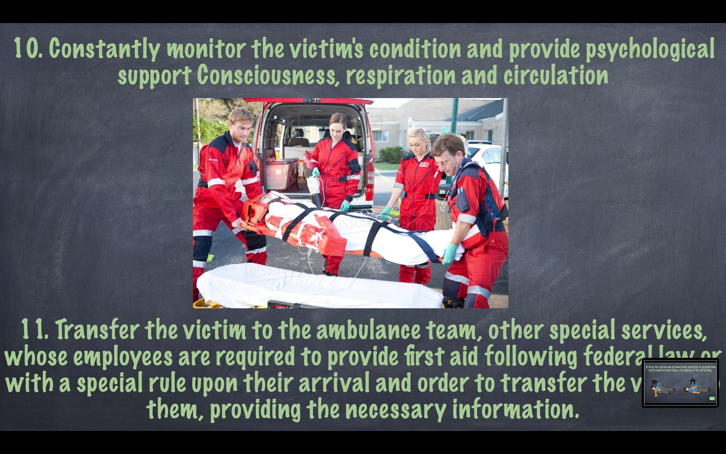 10. Constantly monitor the victim's condition and provide psychological
support Consciousness, respiration and circulation
11. Transfer the victim to the ambulance team, other special services,
whose employees are required to provide first aid following federal law or
with a special rule upon their arrival and order to transfer the
them, providing the necessary information.